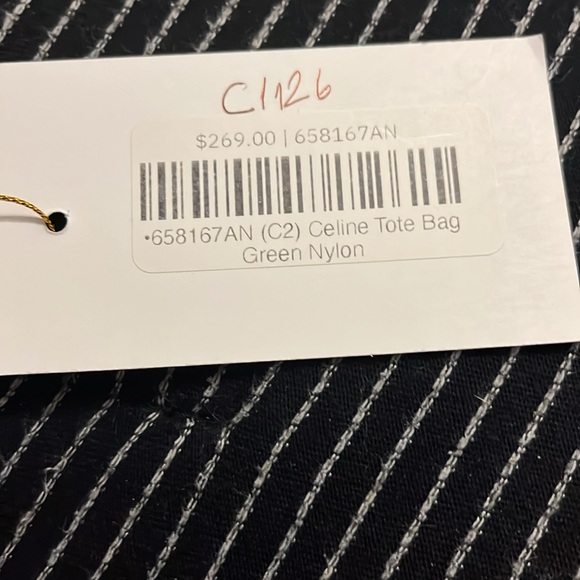 C1126
$269.00 | 658167AN
•658167AN (C2) Celine Tote Bag
Green Nylon